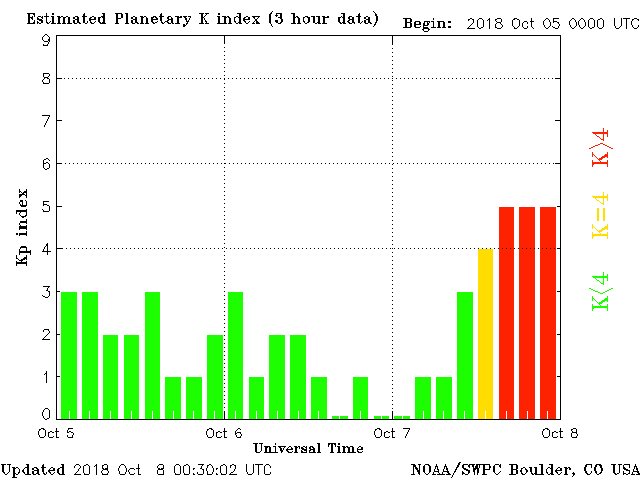 Estimated Planetary K index (3 hour data) Begin: 2018 Oct 05 0000 UTC
9
8
7
6
5
4
3
2
1
0
Kp index
K>4
K=4
K<4
Oct 5 Oct 6 Oct 7 Oct 8
Universal Time
Updated 2018 Oct 8 00:30:02 UTC NOAA/SWPC Boulder, CO USA